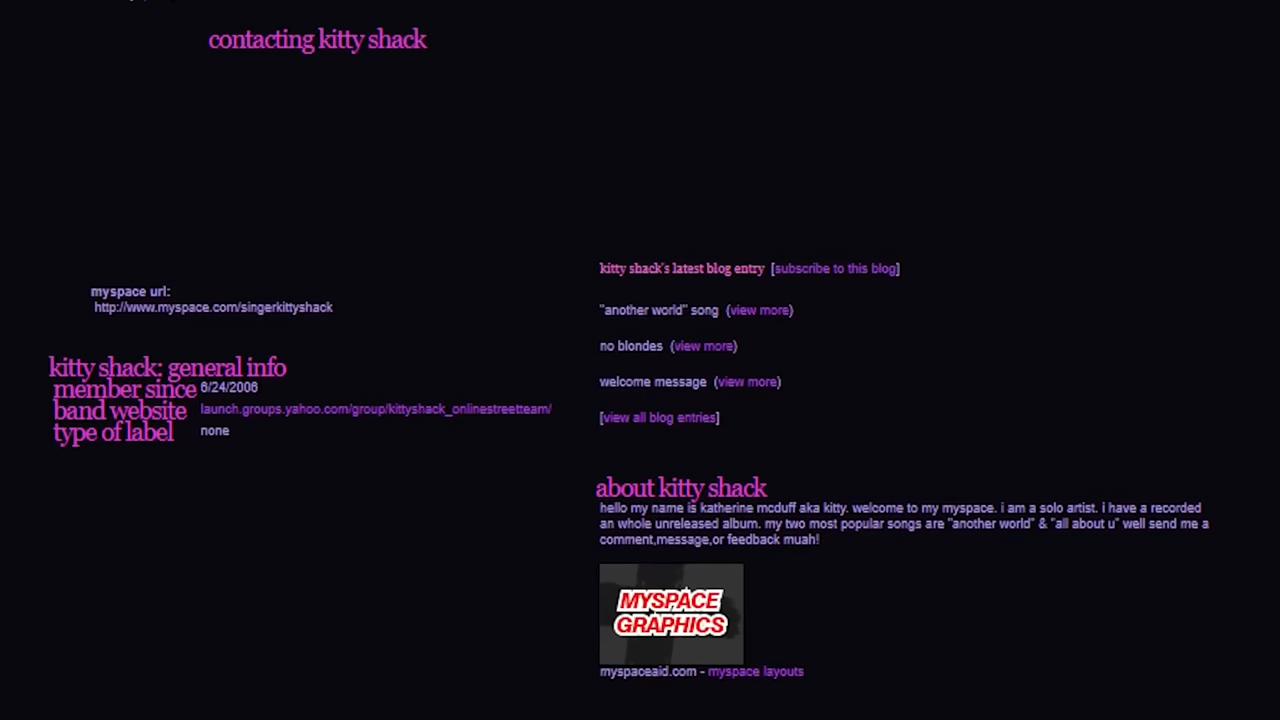 contacting kitty shack
myspace url:
http://www.myspace.com/singerkittyshack
kitty shack: general info
member since 6/24/2006
band website launch.groups.yahoo.com/group/kittyshack_onlinestreetteam/
type of label none
kitty shack's latest blog entry [subscribe to this blog]
"another world" song (view more)
no blondes (view more)
welcome message (view more)
[view all blog entries]
about kitty shack
hello my name is katherine mcduff aka kitty. welcome to my myspace. i am a solo artist. i have a recorded
an whole unreleased album. my two most popular songs are "another world" & "all about u" well send me a
comment,message,or feedback muah!
MYSPACE
GRAPHICS
myspaceaid.com - myspace layouts